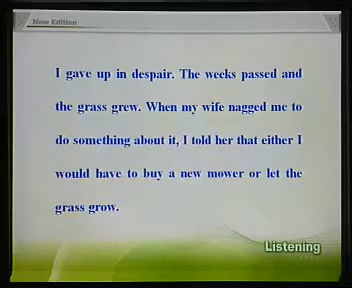 New Edition
I gave up in despair. The weeks passed and
the grass grew. When my wife nagged me to
do something about it, I told her that either I
would have to buy a new mower or let the
grass grow.
Listening